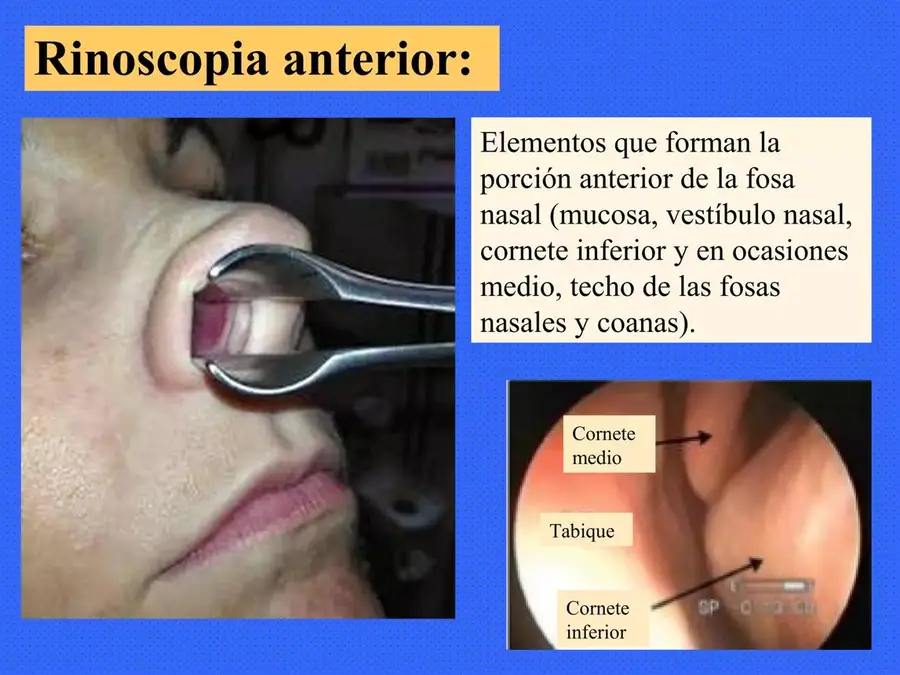 Rinoscopia anterior:
Elementos que forman la
porción anterior de la fosa
nasal (mucosa, vestíbulo nasal,
cornete inferior y en ocasiones
medio, techo de las fosas
nasales y coanas).
Cornete
medio
Tabique
Cornete
inferior
SP